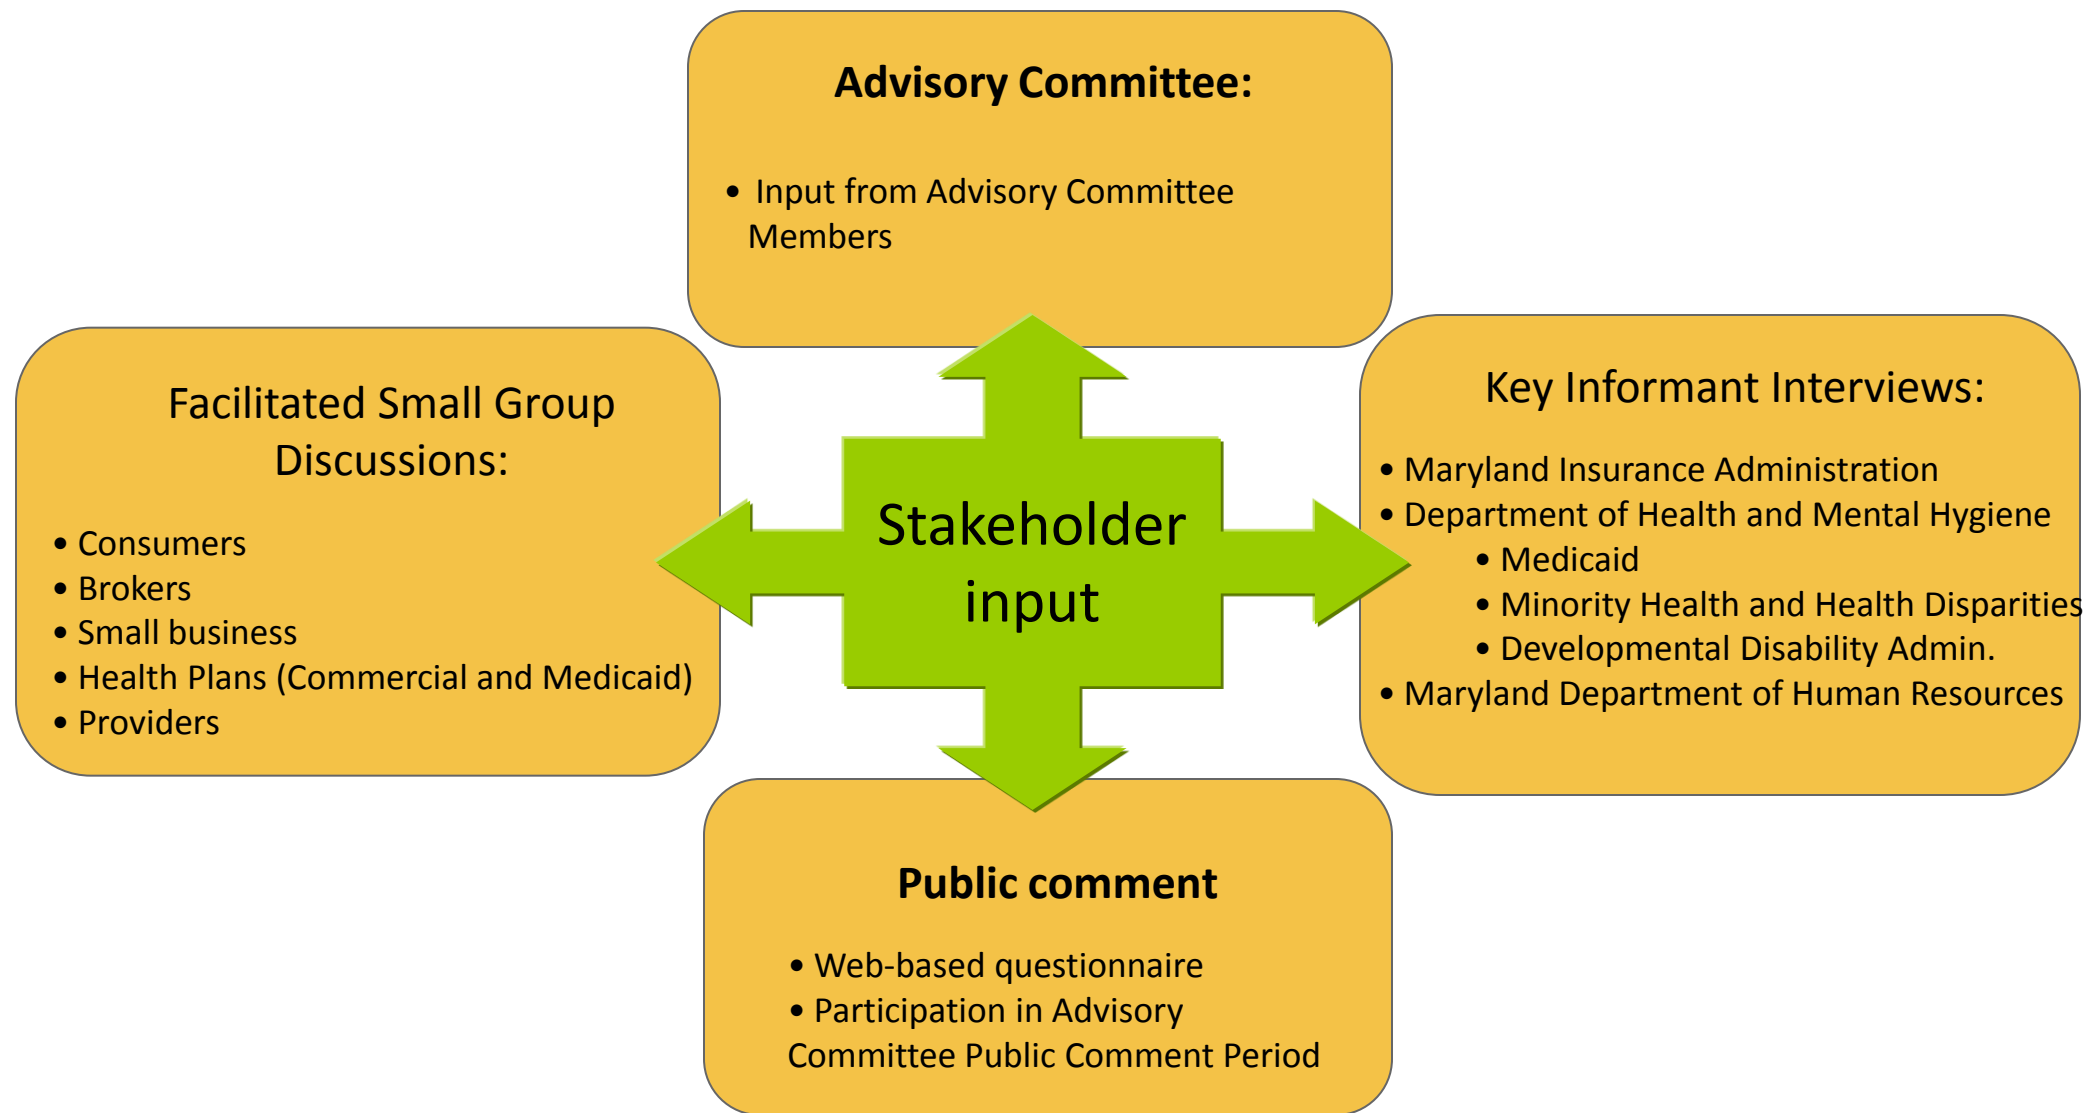 Advisory Committee:
• Input from Advisory Committee
Members
Facilitated Small Group
Discussions:
• Consumers
• Brokers
• Small business
• Health Plans (Commercial and Medicaid)
• Providers
Stakeholder
input
Key Informant Interviews:
• Maryland Insurance Administration
• Department of Health and Mental Hygiene
• Medicaid
• Minority Health and Health Disparities
• Developmental Disability Admin.
• Maryland Department of Human Resources
Public comment
• Web-based questionnaire
• Participation in Advisory
Committee Public Comment Period